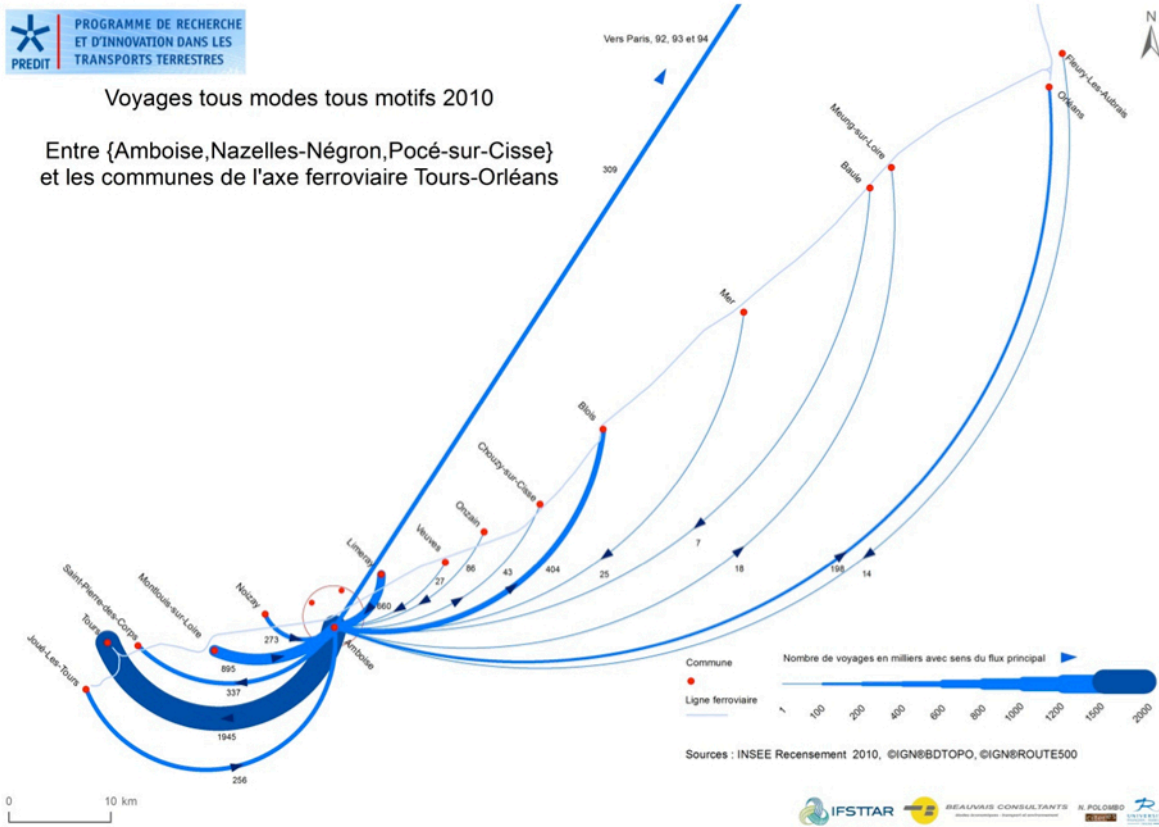 PROGRAMME DE RECHERCHE
ET D'INNOVATION DANS LES
TRANSPORTS TERRESTRES
PREDIT
Voyages tous modes tous motifs 2010
Entre {Amboise,Nazelles-Négron,Pocé-sur-Cisse}
et les communes de l'axe ferroviaire Tours-Orléans
Vers Paris, 92, 93 et 94
N
309
Fleury-Les-Aubrais
Orléans
Meung-sur-Loire
Baule
Mer
Blois
Chouzy-sur-Cisse
Onzain
Veuves
Limeray
Noizay
Montlouis-sur-Loire
Saint-Pierre-des-Corps
Tours
Joué-Les-Tours
Amboise
7
18
198
14
25
404
43
86
27
660
273
895
337
1945
256
Commune
Ligne ferroviaire
Nombre de voyages en milliers avec sens du flux principal
1
100
200
400
600
800
1000
1200
1500
2000
Sources : INSEE Recensement 2010, ©IGN®BDTOPO, ©IGN®ROUTE500
0
10 km
IFSTTAR
BEAUVAIS CONSULTANTS
N. POLOMBO